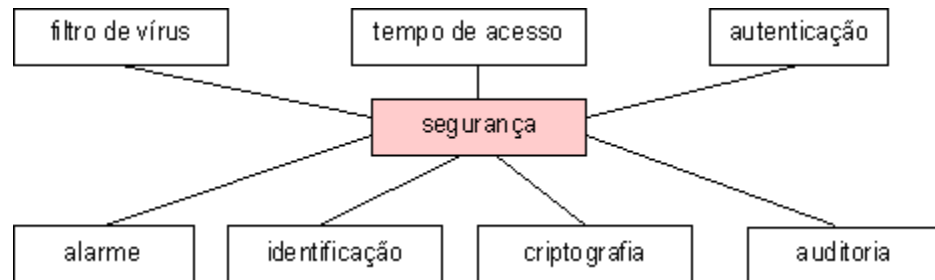 filtro de vírus
tempo de acesso
autenticação
segurança
alarme
identificação
criptografia
auditoria